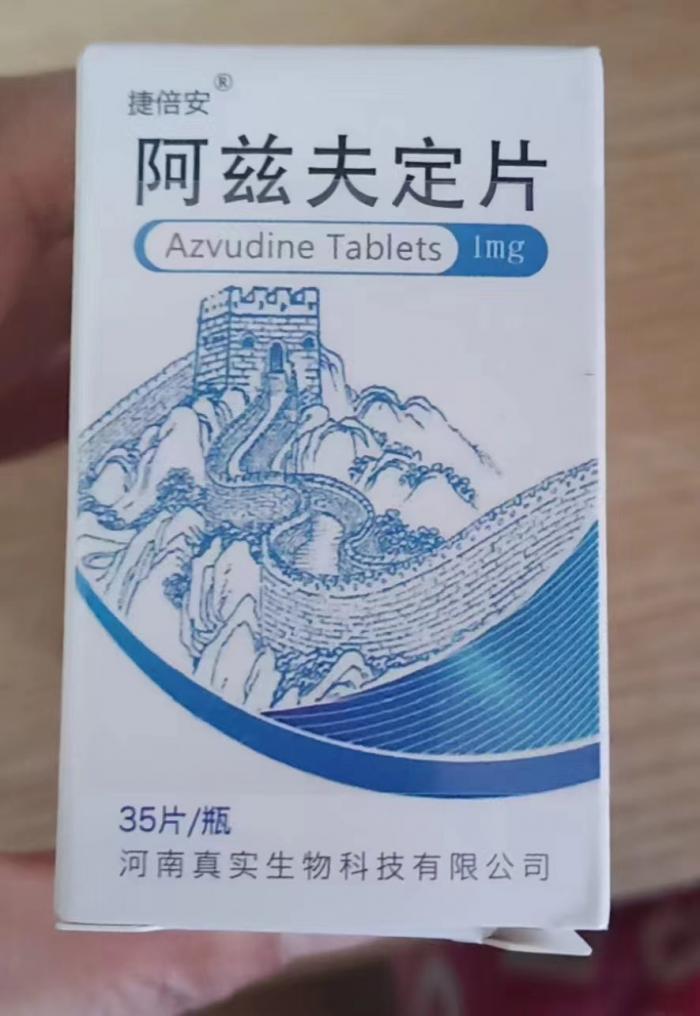 捷倍安®
阿兹夫定片
Azvudine Tablets 1mg
35片/瓶
河南真实生物科技有限公司